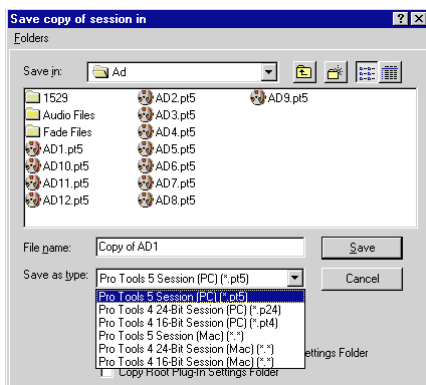 Save copy of session in
Folders
Save in: Ad
1529 AD2.pt5 AD9.pt5
Audio Files AD3.pt5
Fade Files AD4.pt5
AD1.pt5 AD5.pt5
AD10.pt5 AD6.pt5
AD11.pt5 AD7.pt5
AD12.pt5 AD8.pt5
File name: Copy of AD1 Save
Save as type: Pro Tools 5 Session (PC) (*.pt5) Cancel
Pro Tools 5 Session (PC) (*.pt5)
Pro Tools 4 24-Bit Session (PC) (*.p24)
Pro Tools 4 16-Bit Session (PC) (*.pt4)
Pro Tools 5 Session (Mac) (*.*)
Pro Tools 4 24-Bit Session (Mac) (*.*) ettings Folder
Pro Tools 4 16-Bit Session (Mac) (*.*)
Copy Root Plug-In Settings Folder